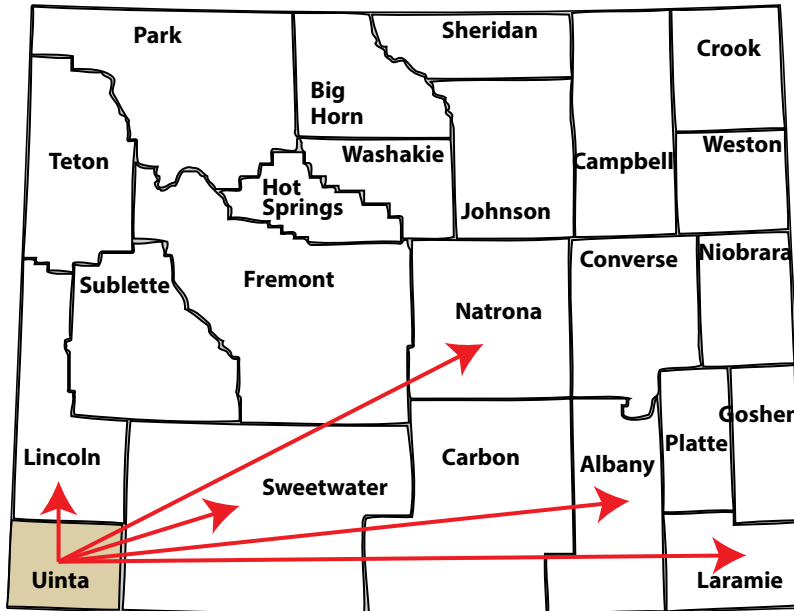 Park
Sheridan
Crook
Big
Horn
Teton
Washakie
Campbell
Weston
Hot
Springs
Johnson
Sublette
Fremont
Converse
Niobrara
Natrona
Goshen
Lincoln
Carbon
Albany
Platte
Sweetwater
Uinta
Laramie